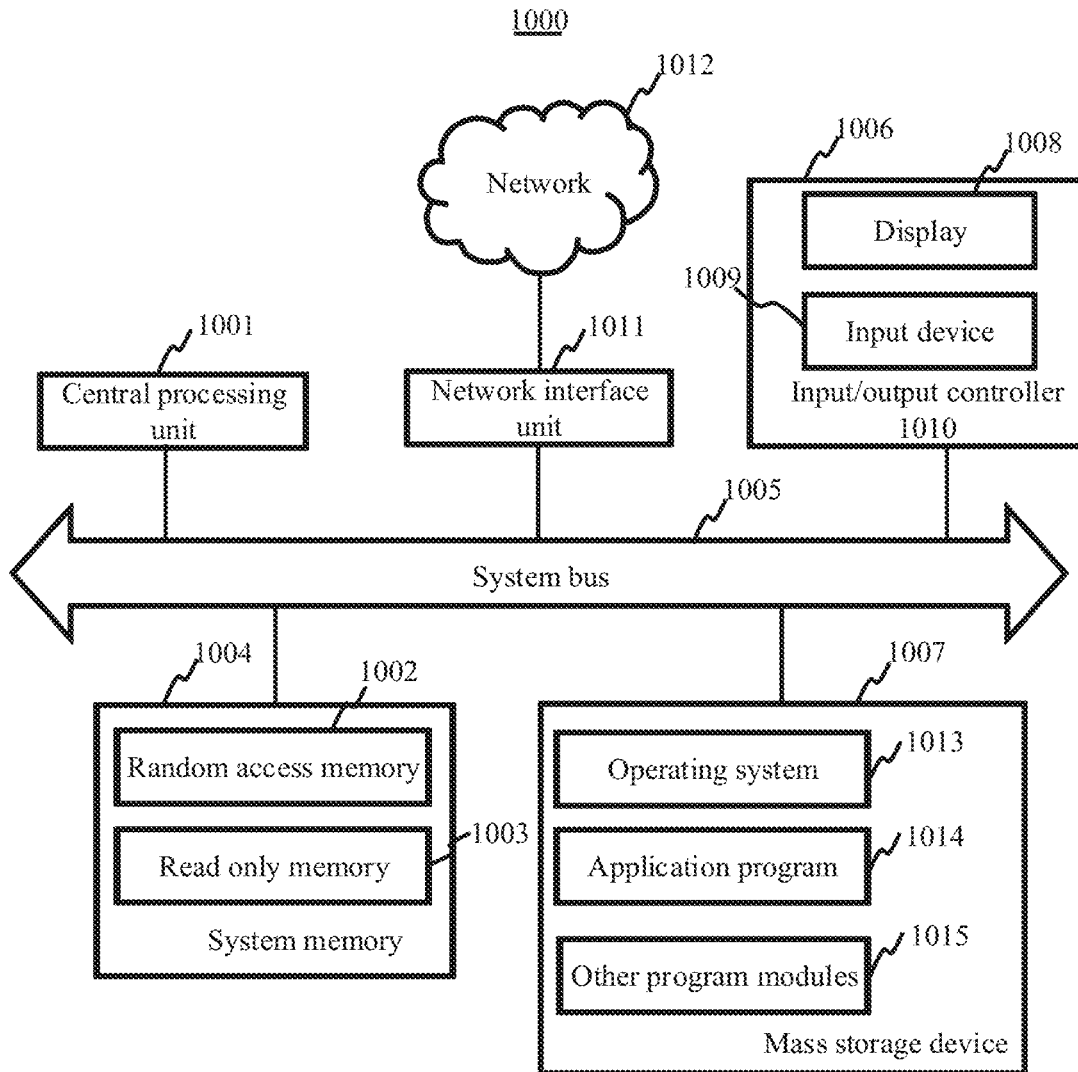 1000
1012
Network
1006
1008
Display
1009
Input device
Input/output controller
1010
1001
Central processing
unit
1011
Network interface
unit
1005
System bus
1004
1002
Random access memory
1003
Read only memory
System memory
1007
1013
Operating system
1014
Application program
1015
Other program modules
Mass storage device